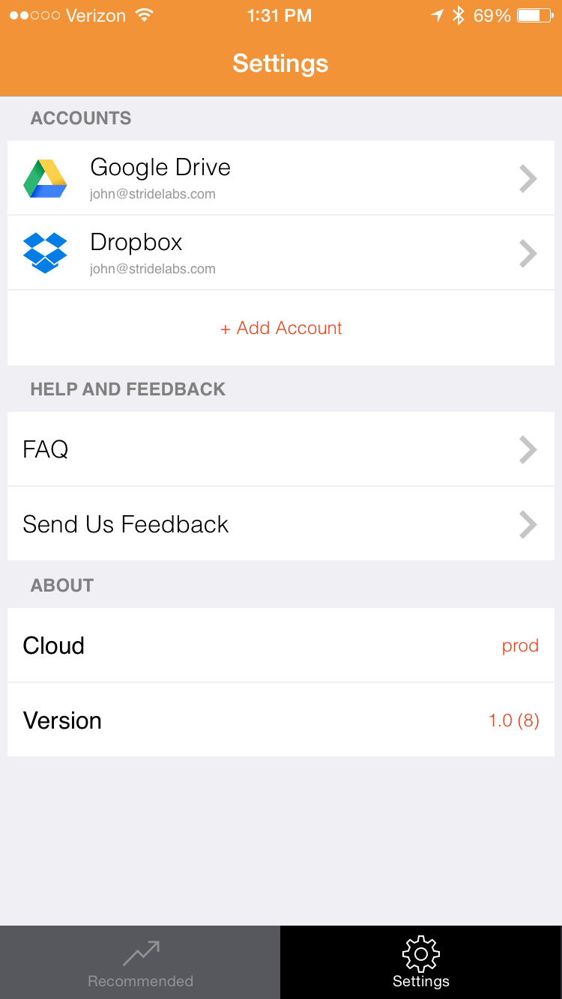 Verizon 1:31 PM 69%
Settings
ACCOUNTS
Google Drive
john@stridelabs.com
Dropbox
john@stridelabs.com
+ Add Account
HELP AND FEEDBACK
FAQ
Send Us Feedback
ABOUT
Cloud prod
Version 1.0 (8)
Recommended Settings